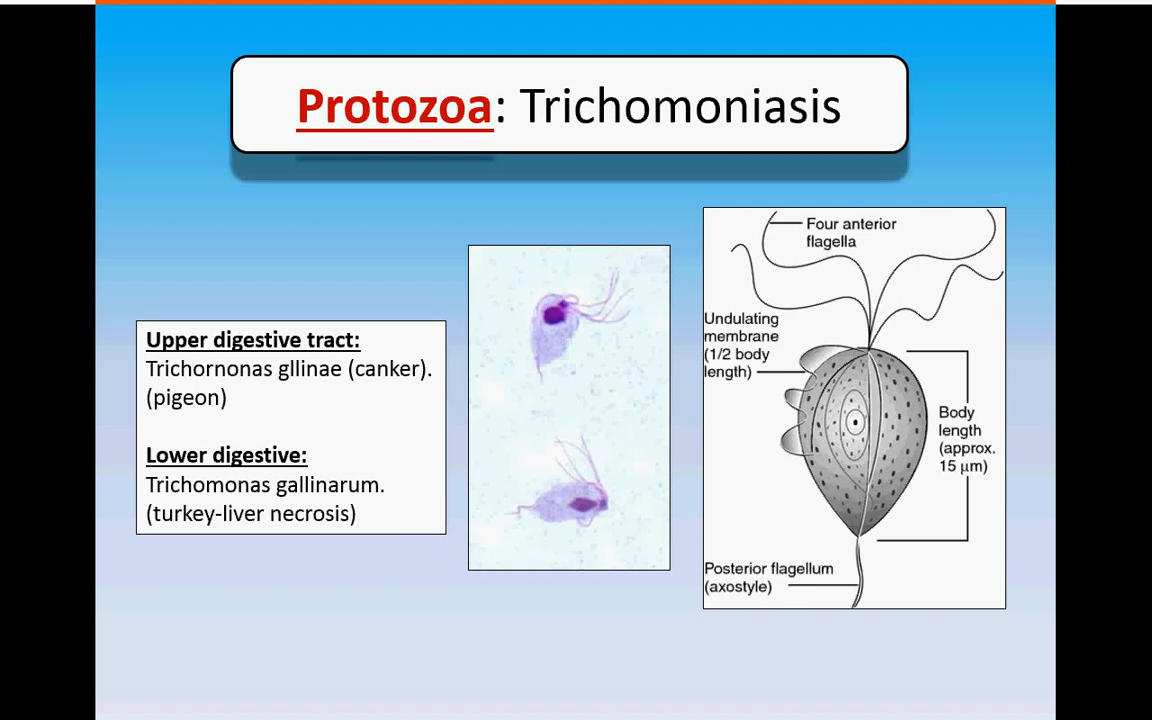 Protozoa: Trichomoniasis
Upper digestive tract:
Trichornonas gllinae (canker).
(pigeon)
Lower digestive:
Trichomonas gallinarum.
(turkey-liver necrosis)
Four anterior
flagella
Undulating
membrane
(1/2 body
length)
Body
length
(approx.
15 μm)
Posterior flagellum
(axostyle)